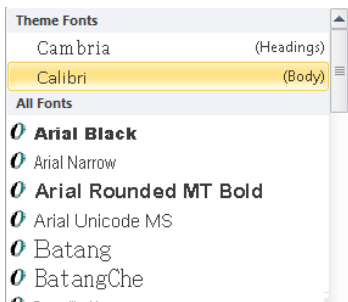 Theme Fonts
Cambria (Headings)
Calibri (Body)
All Fonts
Arial Black
Arial Narrow
Arial Rounded MT Bold
Arial Unicode MS
Batang
BatangChe